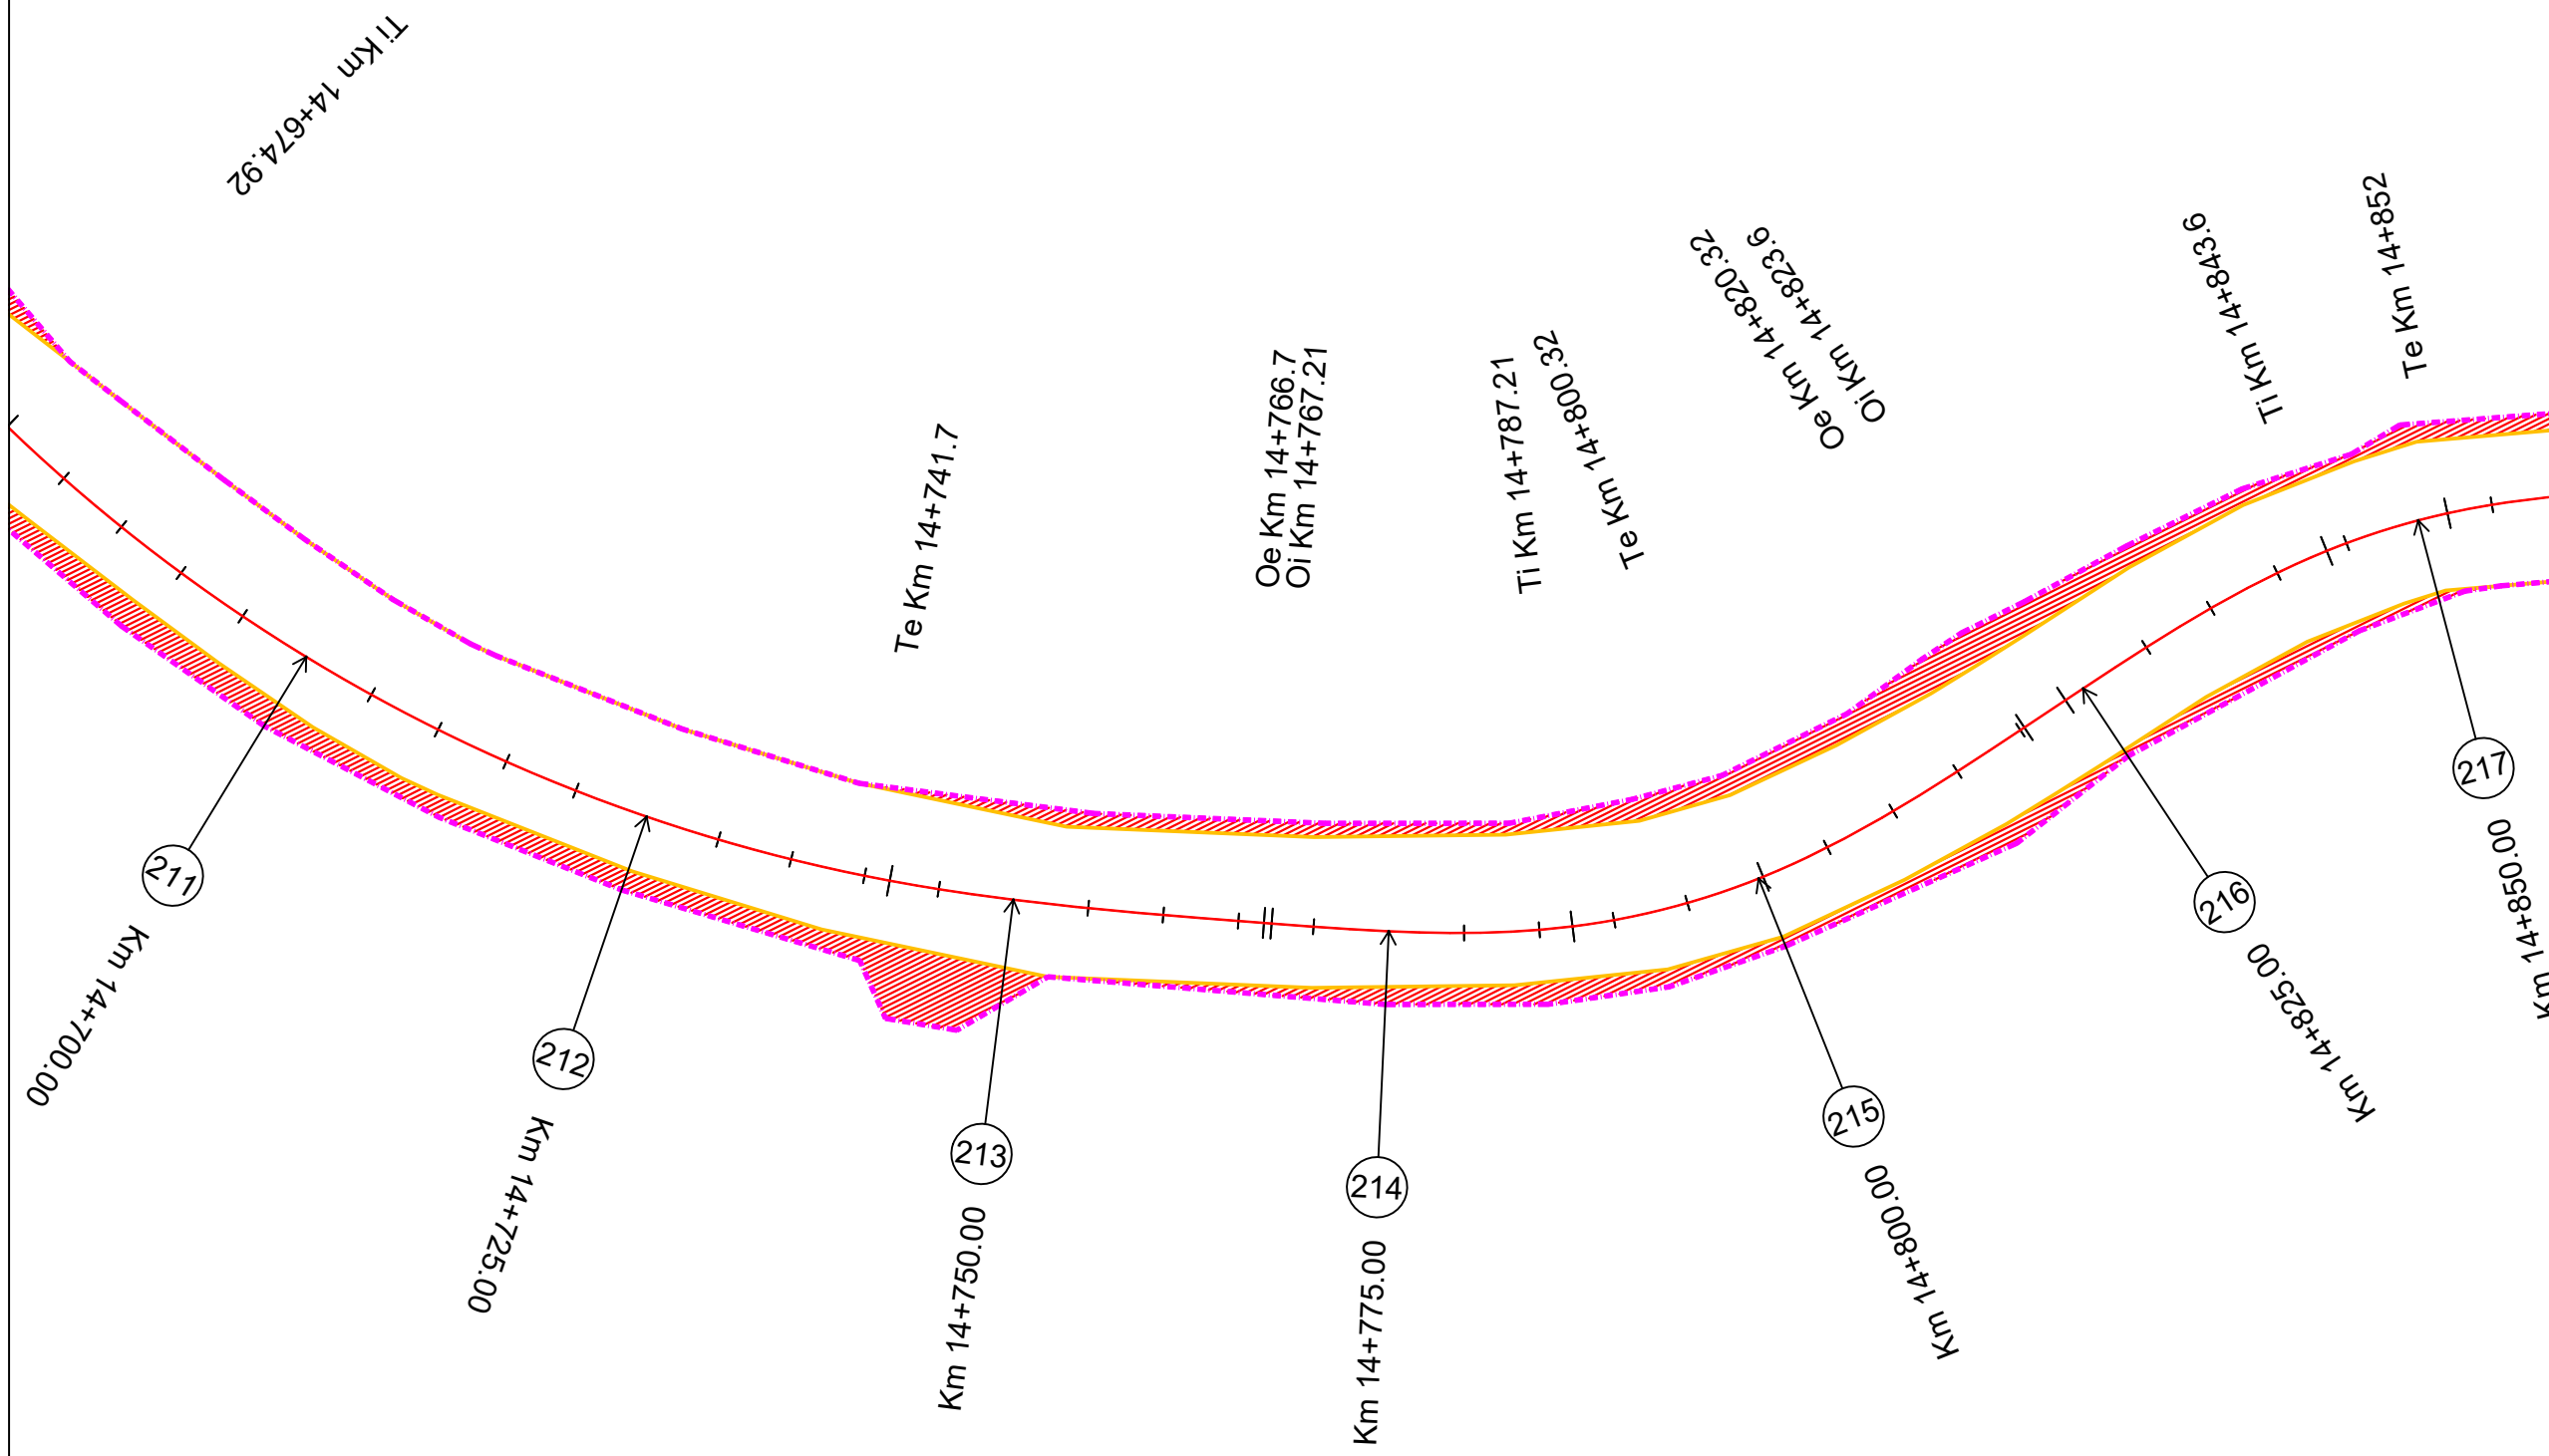 Ti Km 14+674.92
Te Km 14+741.7
Oe Km 14+766.7
Oi Km 14+767.21
Ti Km 14+787.21
Te Km 14+800.32
Oe Km 14+820.32
Oi Km 14+823.6
Ti Km 14+843.6
Te Km 14+852
211
Km 14+700.00
212
Km 14+725.00
213
Km 14+750.00
214
Km 14+775.00
215
Km 14+800.00
216
Km 14+825.00
217
Km 14+850.00